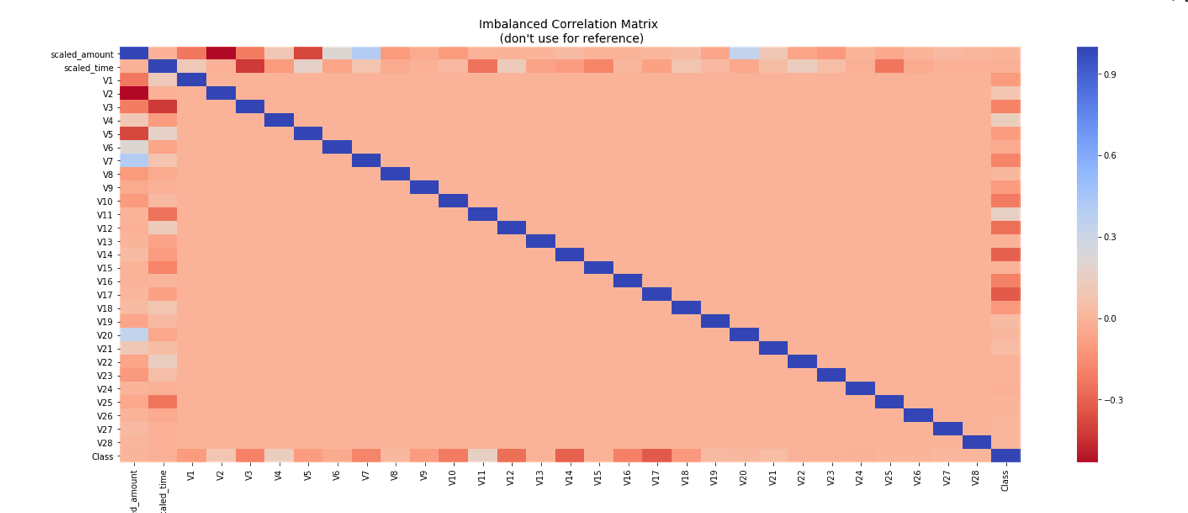 Imbalanced Correlation Matrix
(don't use for reference)
scaled_amount
scaled_time
V1
V2
V3
V4
V5
V6
V7
V8
V9
V10
V11
V12
V13
V14
V15
V16
V17
V18
V19
V20
V21
V22
V23
V24
V25
V26
V27
V28
Class
ed_amount
caled_time
V1
V2
V3
V4
V5
V6
V7
V8
V9
V10
V11
V12
V13
V14
V15
V16
V17
V18
V19
V20
V21
V22
V23
V24
V25
V26
V27
V28
Class
0.9
0.6
0.3
0.0
−0.3